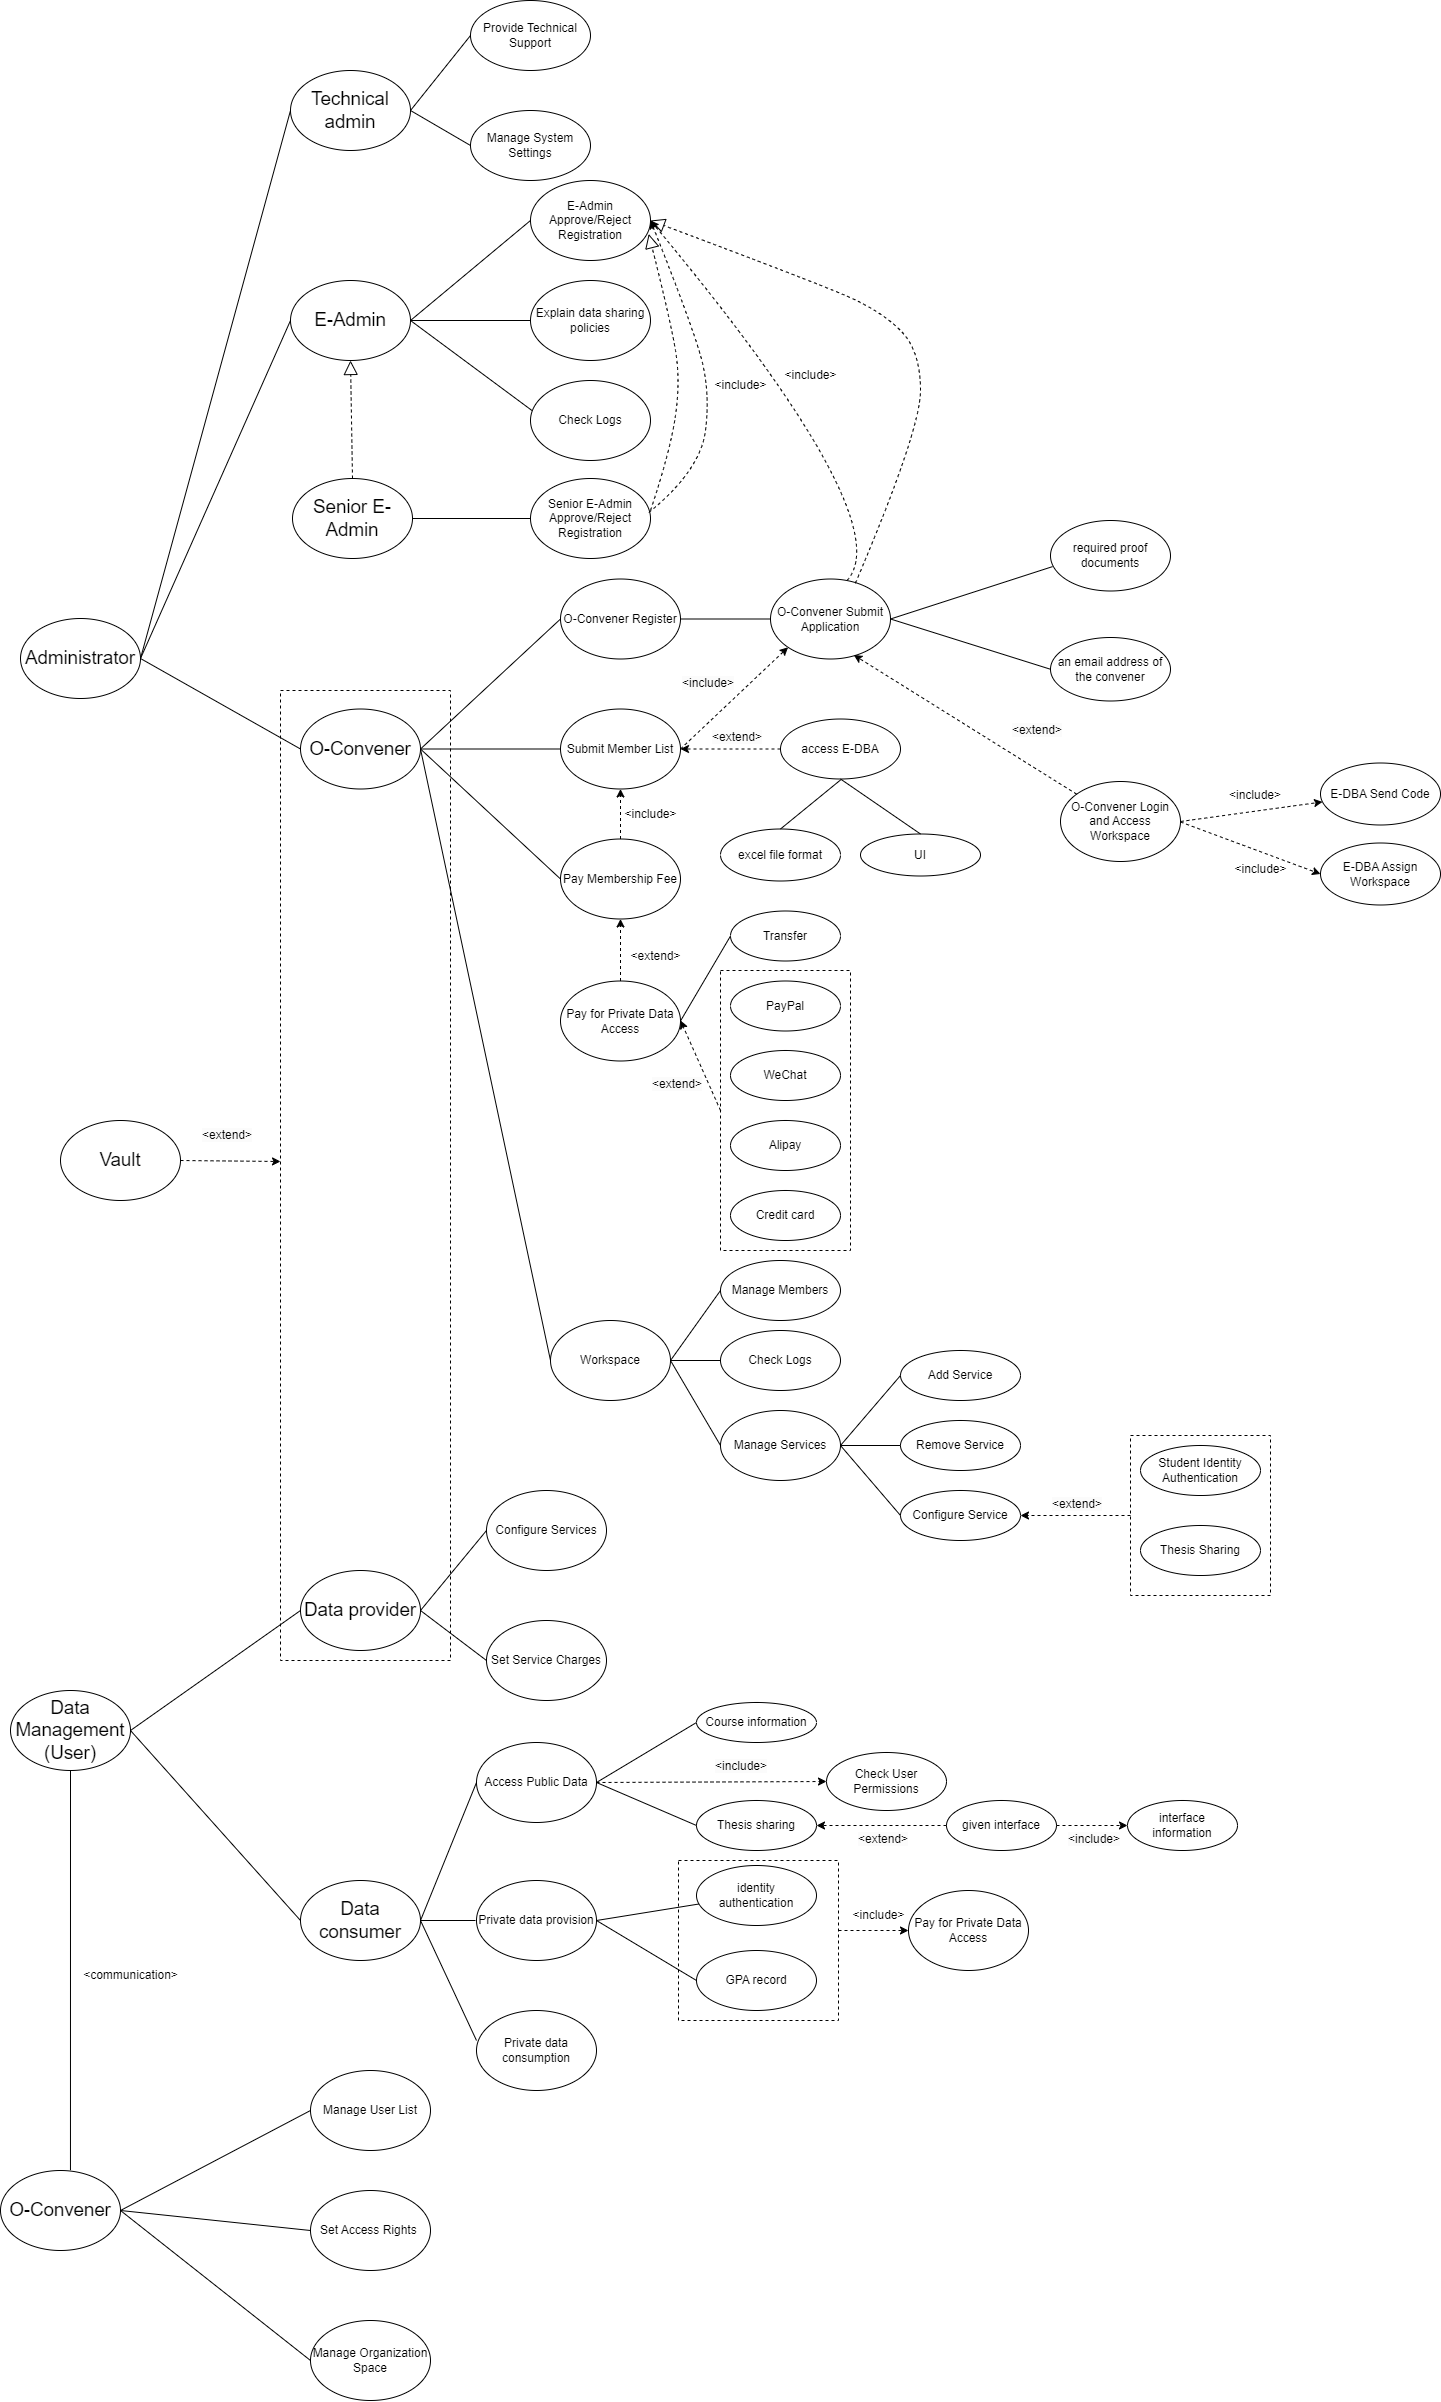 Provide Technical
Support
Technical
admin
Manage System
Settings
E-Admin
Approve/Reject
Registration
E-Admin
Explain data sharing
policies
<include>
<include>
Check Logs
Senior E-
Admin
Senior E-Admin
Approve/Reject
Registration
required proof
documents
O-Convener Register
O-Convener Submit
Application
Administrator
an email address of
the convener
<include>
O-Convener
Submit Member List
<extend>
access E-DBA
<extend>
O-Convener Login
and Access
Workspace
<include>
E-DBA Send Code
<include>
E-DBA Assign
Workspace
<include>
excel file format
UI
Pay Membership Fee
Transfer
<extend>
Pay for Private Data
Access
PayPal
<extend>
WeChat
Vault
<extend>
Alipay
Credit card
Manage Members
Workspace
Check Logs
Add Service
Manage Services
Remove Service
Student Identity
Authentication
Configure Service
<extend>
Thesis Sharing
Configure Services
Data provider
Set Service Charges
Data
Management
(User)
Course information
<include>
Access Public Data
Check User
Permissions
Thesis sharing
<extend>
given interface
<include>
interface
information
Data
consumer
Private data provision
identity
authentication
<include>
Pay for Private Data
Access
GPA record
<communication>
Private data
consumption
Manage User List
O-Convener
Set Access Rights
Manage Organization
Space